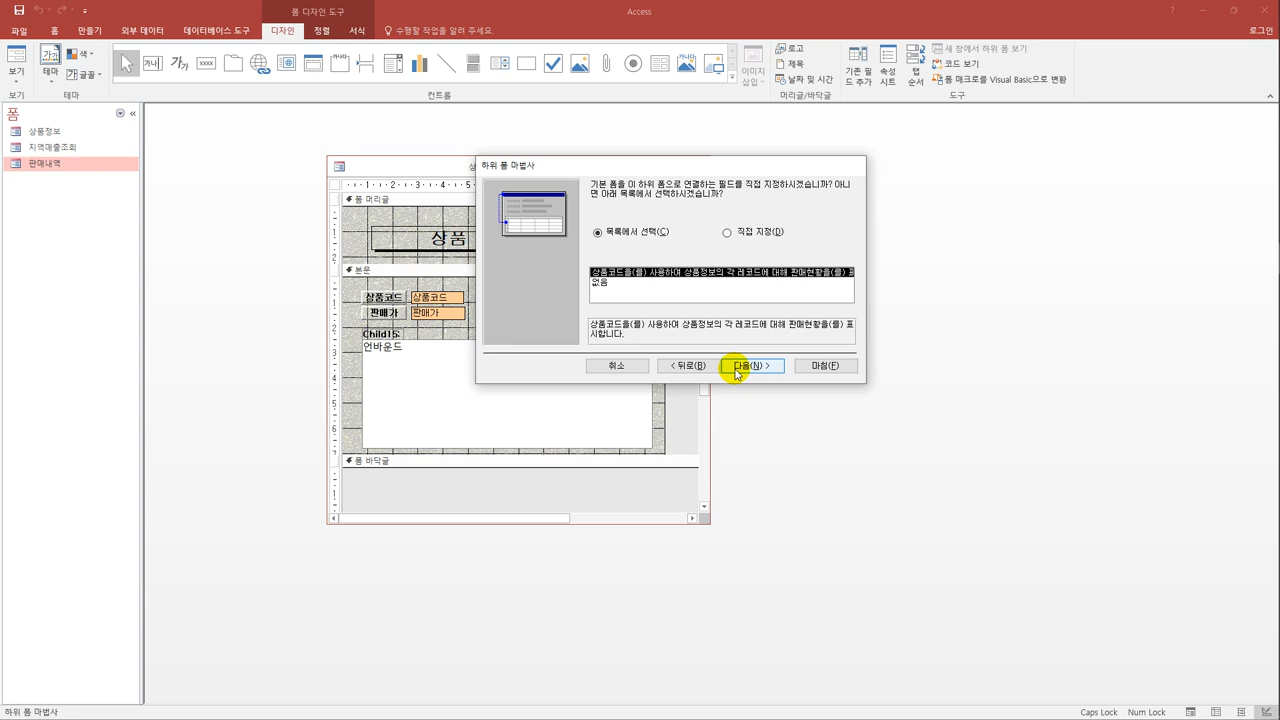 폼 디자인 도구
Access
파일
홈
만들기
외부 데이터
데이터베이스 도구
디자인
정렬
서식
수행할 작업을 알려 주세요.
로그인
보기
테마
색
글꼴
이미지 삽입
로고
제목
날짜 및 시간
기존 필드 추가
속성 시트
탭 순서
새 창에서 하위 폼 보기
코드 보기
폼 매크로를 Visual Basic으로 변환
보기
테마
컨트롤
머리글/바닥글
도구
폼
상품정보
지역매출조회
판매내역
폼 머리글
상품
본문
상품코드 상품코드
판매가 판매가
Child15:
언바운드
폼 바닥글
하위 폼 마법사
기본 폼을 이 하위 폼으로 연결하는 필드를 직접 지정하시겠습니까? 아니
면 아래 목록에서 선택하시겠습니까?
목록에서 선택(C)
직접 지정(D)
상품코드을(를) 사용하여 상품정보의 각 레코드에 대해 판매현황을(를) 표
없음
상품코드을(를) 사용하여 상품정보의 각 레코드에 대해 판매현황을(를) 표
시합니다.
취소
< 뒤로(B)
다음(N) >
마침(F)
하위 폼 마법사
Caps Lock
Num Lock